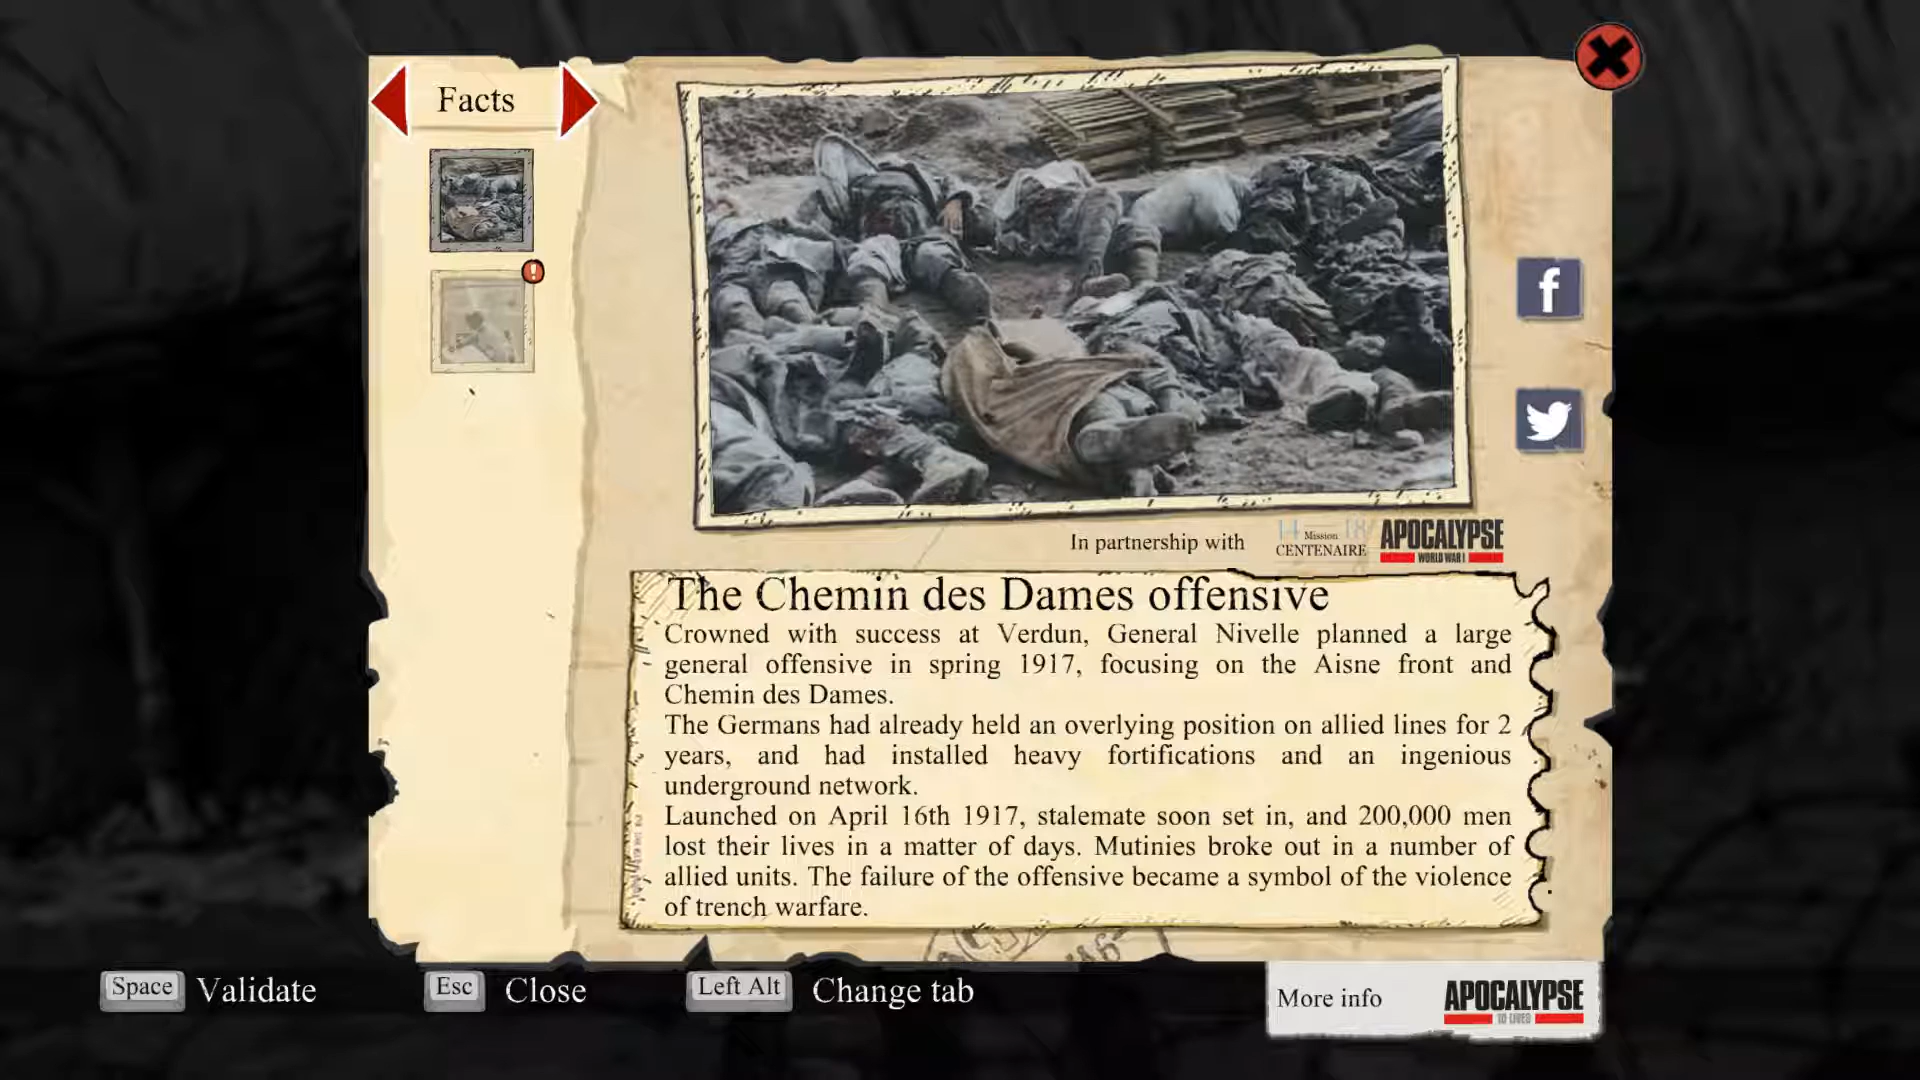 Facts
!
f
In partnership with
14 Mission 18
CENTENAIRE
APOCALYPSE
WORLD WAR I
The Chemin des Dames offensive
Crowned with success at Verdun, General Nivelle planned a large
general offensive in spring 1917, focusing on the Aisne front and
Chemin des Dames.
The Germans had already held an overlying position on allied lines for 2
years, and had installed heavy fortifications and an ingenious
underground network.
Launched on April 16th 1917, stalemate soon set in, and 200,000 men
lost their lives in a matter of days. Mutinies broke out in a number of
allied units. The failure of the offensive became a symbol of the violence
of trench warfare.
Space Validate
Esc Close
Left Alt Change tab
More info
APOCALYPSE
10 LIVES